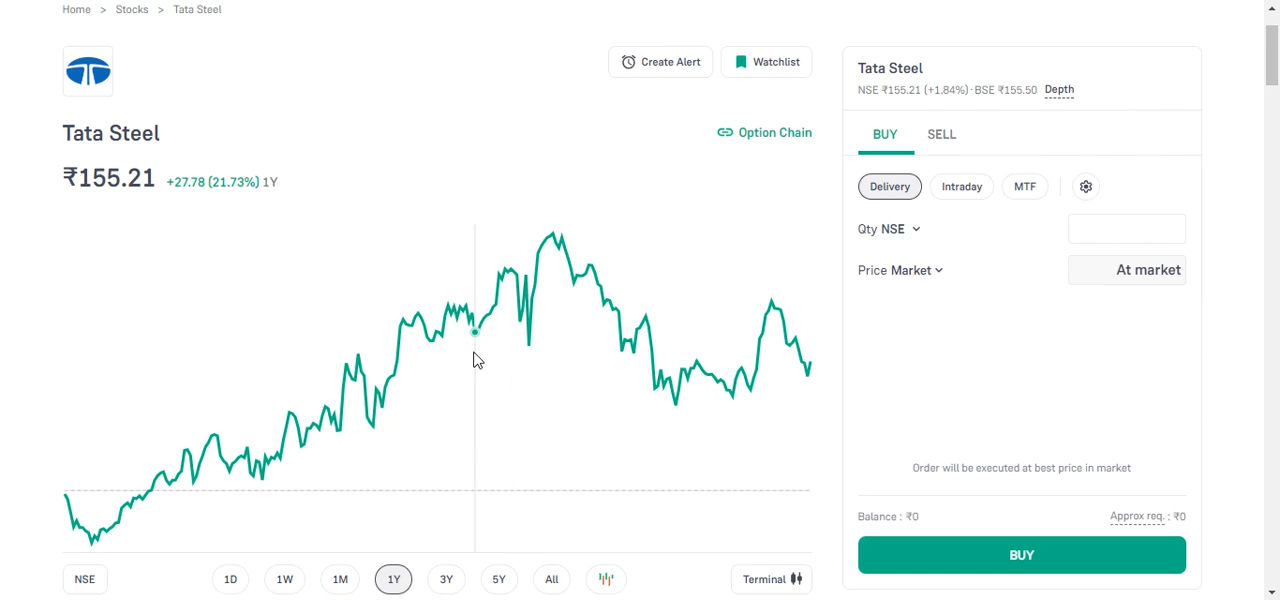 Home > Stocks > Tata Steel
Create Alert
Watchlist
Tata Steel
Option Chain
₹155.21 +27.78 (21.73%) 1Y
NSE
1D
1W
1M
1Y
3Y
5Y
All
Terminal
Tata Steel
NSE ₹155.21 (+1.84%) · BSE ₹155.50 Depth
BUY
SELL
Delivery
Intraday
MTF
Qty NSE
Price Market
At market
Order will be executed at best price in market
Balance : ₹0
Approx req. : ₹0
BUY